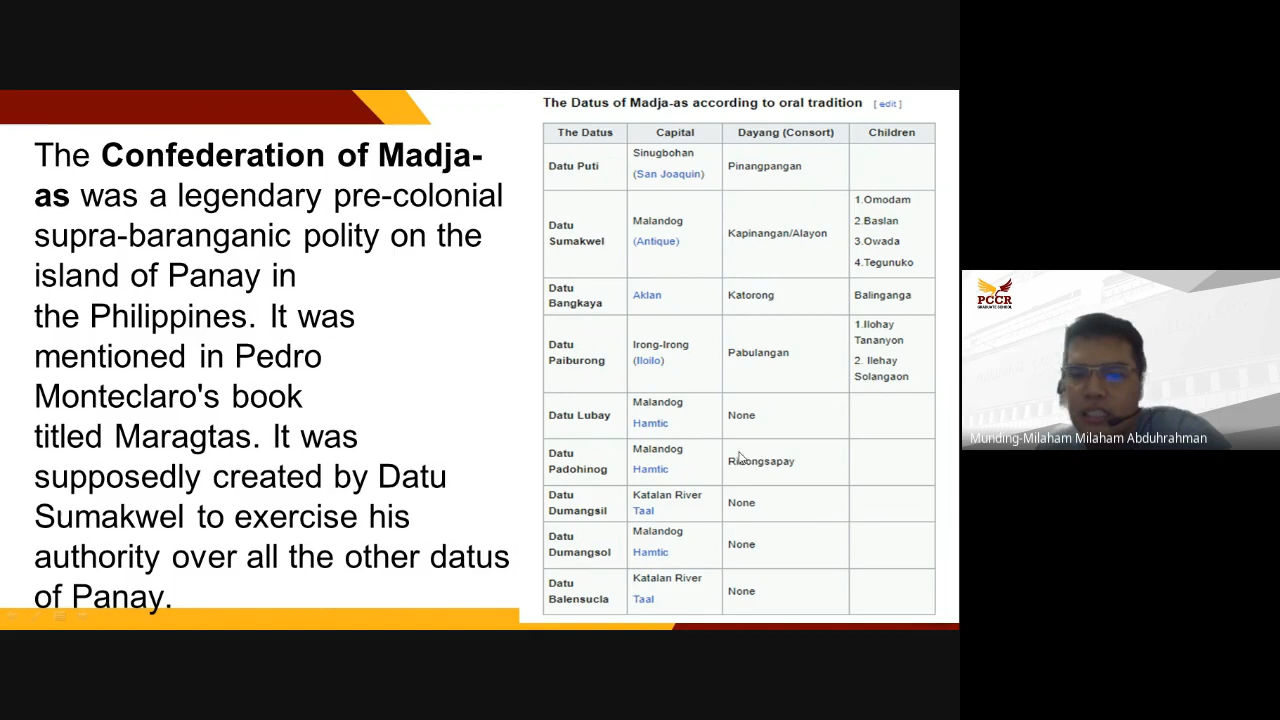 The Confederation of Madja-
as was a legendary pre-colonial
supra-baranganic polity on the
island of Panay in
the Philippines. It was
mentioned in Pedro
Monteclaro's book
titled Maragtas. It was
supposedly created by Datu
Sumakwel to exercise his
authority over all the other datus
of Panay.
The Datus of Madja-as according to oral tradition [ edit ]
The Datus Capital Dayang (Consort) Children
Datu Puti
Sinugbohan
(San Joaquin)
Pinangpangan
Datu
Sumakwel
Malandog
(Antique)
Kapinangan/Alayon
1.Omodam
2.Baslan
3.Owada
4.Tegunuko
Datu
Bangkaya
Aklan
Katorong
Balinganga
Datu
Paiburong
Irong-Irong
(Iloilo)
Pabulangan
1.Ilohay
Tananyon
2. Ilehay
Solangaon
Datu Lubay
Malandog
Hamtic
None
Datu
Padohinog
Malandog
Hamtic
Datu
Dumangsil
Katalan River
Taal
None
Datu
Dumangsol
Malandog
Hamtic
None
Datu
Balensucla
Katalan River
Taal
None
PCCR
GRADUATE SCHOOL
Munding-Milaham Milaham Abduhrahman